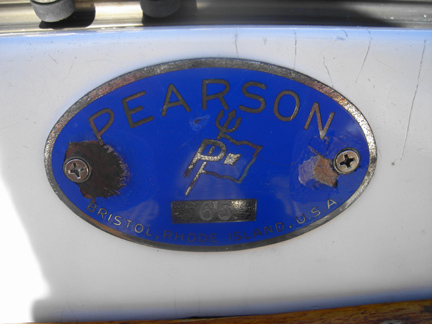 PEARSON
P
BRISTOL, RHODE ISLAND, U.S.A